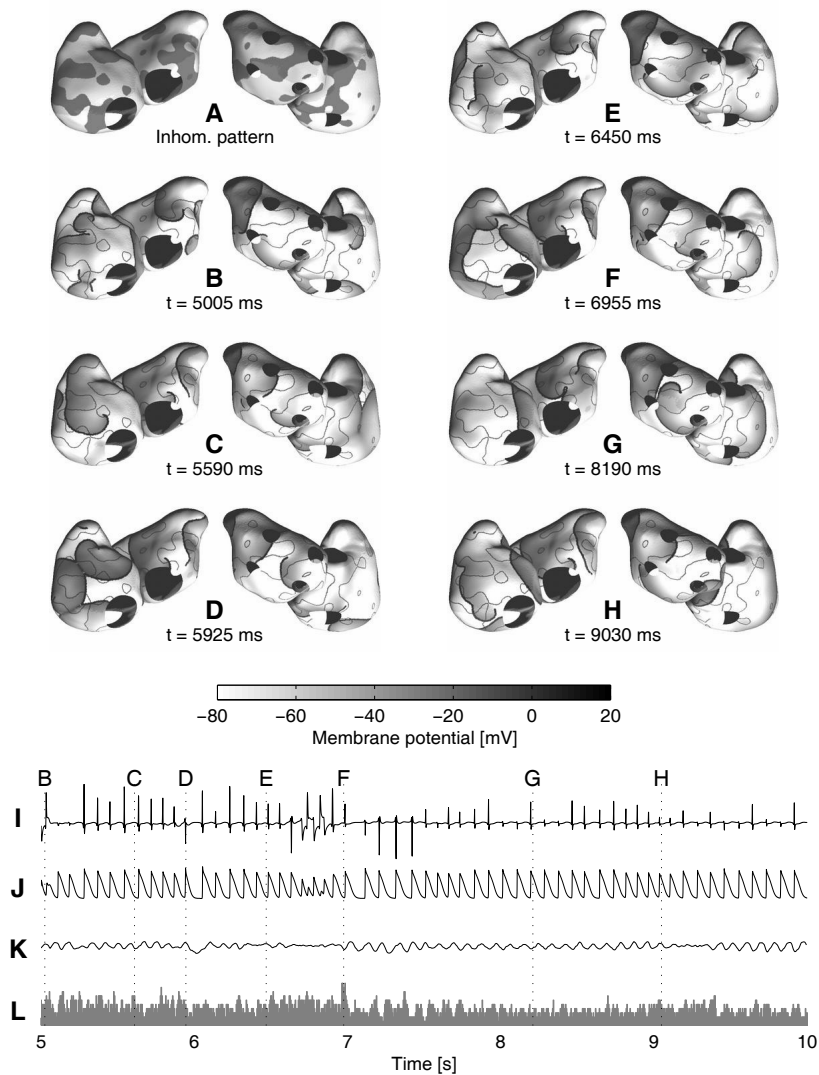 A
Inhom. pattern
E
t = 6450 ms
B
t = 5005 ms
F
t = 6955 ms
C
t = 5590 ms
G
t = 8190 ms
D
t = 5925 ms
H
t = 9030 ms
−80 −60 −40 −20 0 20
Membrane potential [mV]
B C D E F G H
I
J
K
L
5 6 7 8 9 10
Time [s]